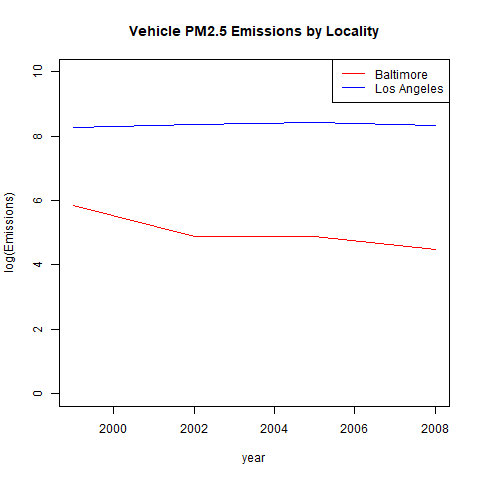 Vehicle PM2.5 Emissions by Locality
Baltimore
Los Angeles
log(Emissions)
10
8
6
4
2
0
2000 2002 2004 2006 2008
year